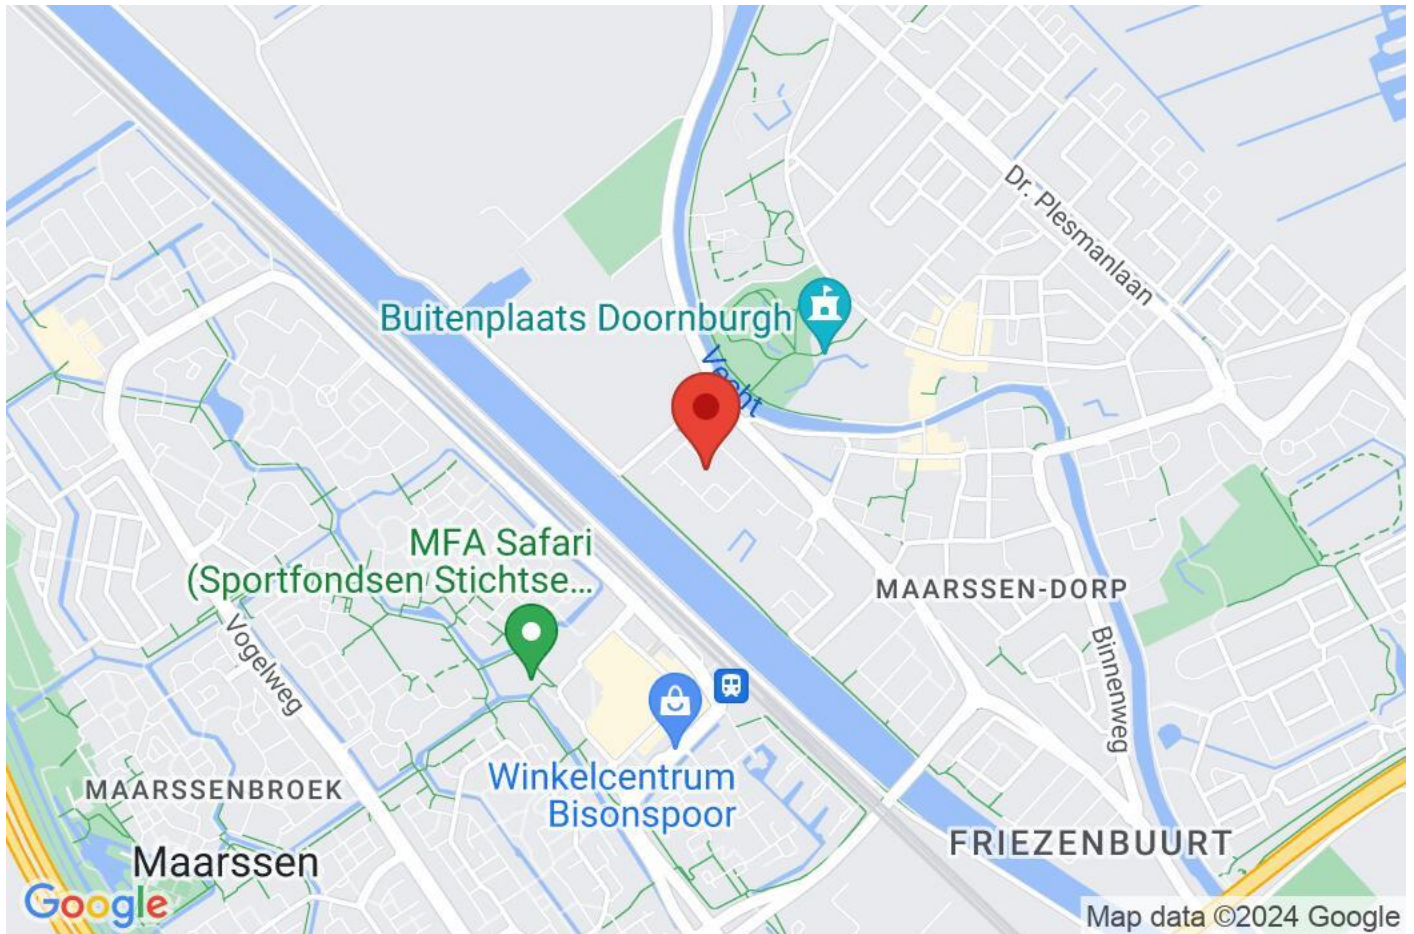 Dr. Plesmanlaan
Buitenplaats Doornburgh
Vecht
MFA Safari
(Sportfondsen Stichtse...
MAARSSEN-DORP
Vogelweg
Binnenweg
Winkelcentrum
Bisonspoor
MAARSSENBROEK
FRIEZENBUURT
Maarssen
Google
Map data ©2024 Google